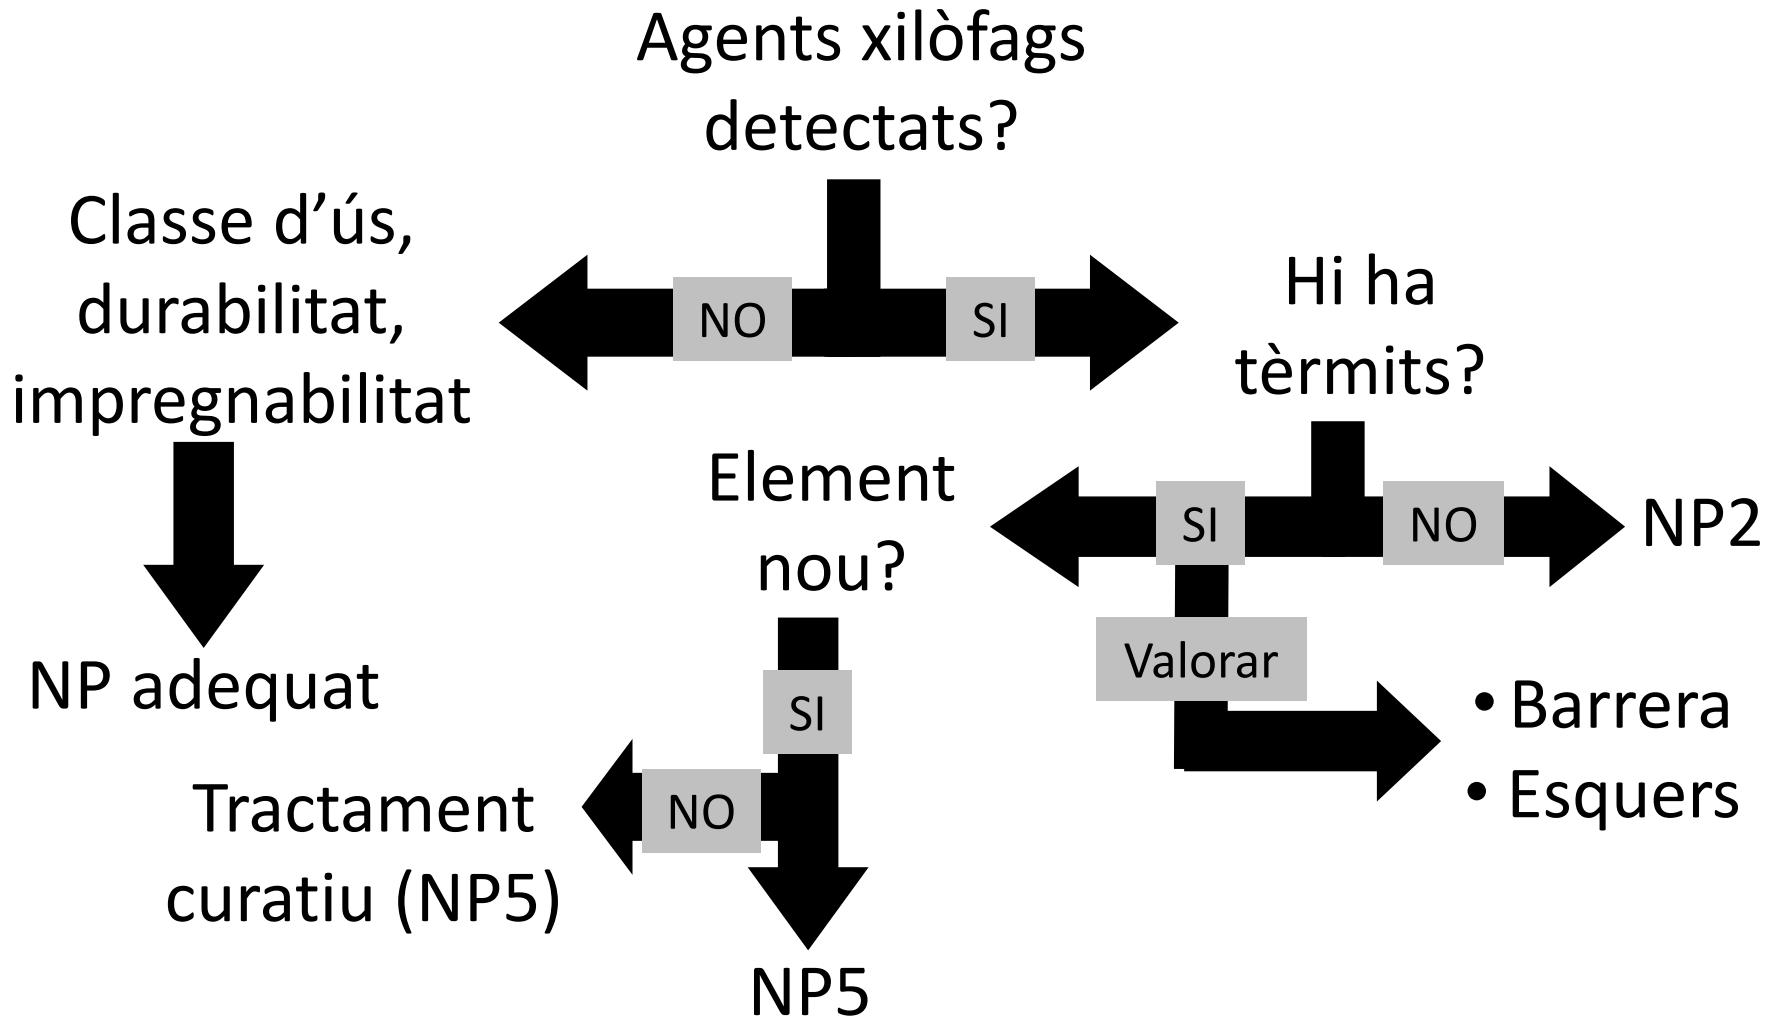 Agents xilòfags
detectats?
NO
SI
Classe d’ús,
durabilitat,
impregnabilitat
NP adequat
Hi ha
tèrmits?
SI
NO
NP2
Valorar
• Barrera
• Esquers
Element
nou?
SI
NO
Tractament
curatiu (NP5)
NP5